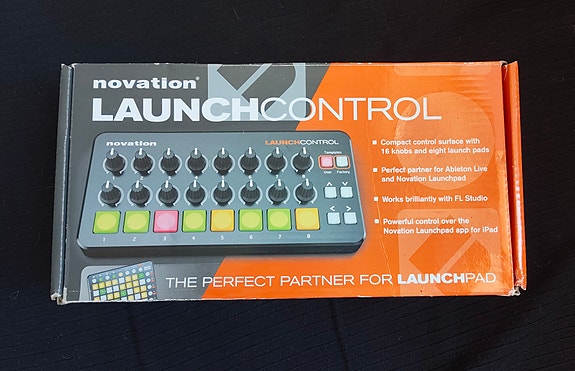 novation®
LAUNCHCONTROL
novation
LAUNCHCONTROL
Templates
User Factory
1 2 3 4 5 6 7 8
Compact control surface with
16 knobs and eight launch pads
Perfect partner for Ableton Live
and Novation Launchpad
Works brilliantly with FL Studio
Powerful control over the
Novation Launchpad app for iPad
THE PERFECT PARTNER FOR LAUNCHPAD